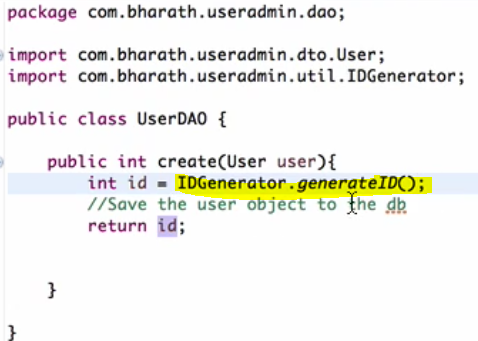 package com.bharath.useradmin.dao;
import com.bharath.useradmin.dto.User;
import com.bharath.useradmin.util.IDGenerator;
public class UserDAO {
public int create(User user){
int id = IDGenerator.generateID();
//Save the user object to the db
return id;
}
}